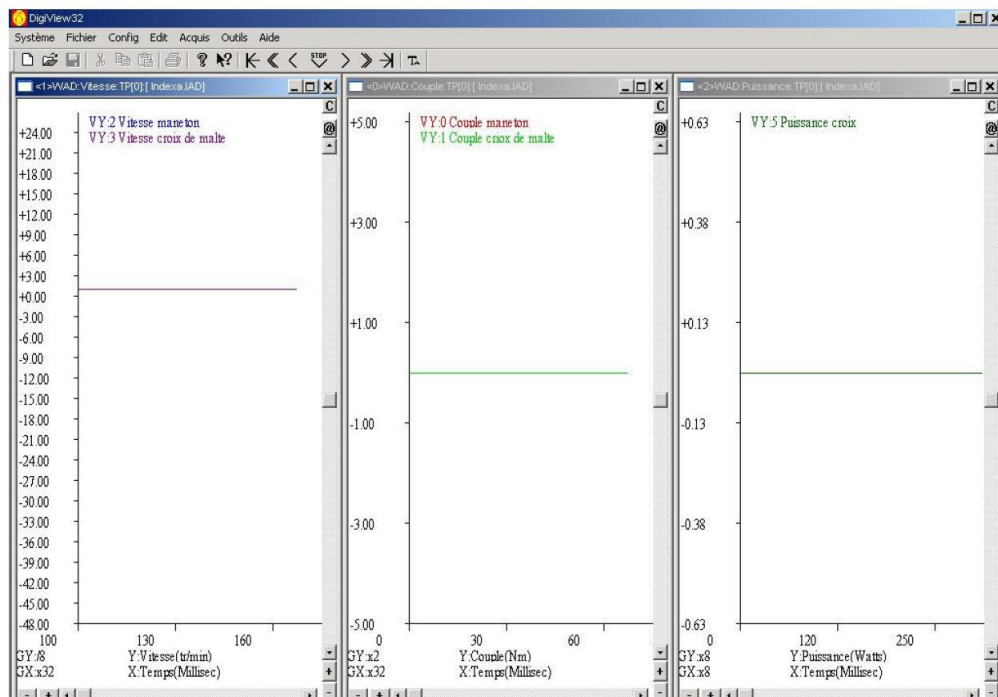 DigiView32
Système Fichier Config Edit Acquis Outils Aide
STOP
<1>WAD:Vitesse:TP[0]:[ Indexa.IAD]
C
@
VY:2 Vitesse maneton
VY:3 Vitesse croix de malte
+24.00
+21.00
+18.00
+15.00
+12.00
+9.00
+6.00
+3.00
+0.00
-3.00
-6.00
-9.00
-12.00
-15.00
-18.00
-21.00
-24.00
-27.00
-30.00
-33.00
-36.00
-39.00
-42.00
-45.00
-48.00
100 130 160
GY:/8 Y:Vitesse(tr/min)
GX:x32 X:Temps(Millisec)
<0>WAD:Couple:TP[0]:[ Indexa.IAD]
C
@
VY:0 Couple maneton
VY:1 Couple criox de malte
+5.00
+3.00
+1.00
-1.00
-3.00
-5.00
0 30 60
GY:x2 Y:Couple(Nm)
GX:x32 X:Temps(Millisec)
<2>WAD:Puissance:TP[0]:[ Indexa.IAD]
C
@
VY:5 Puissance croix
+0.63
+0.38
+0.13
-0.13
-0.38
-0.63
0 120 250
GY:x8 Y:Puissance(Watts)
GX:x8 X:Temps(Millisec)